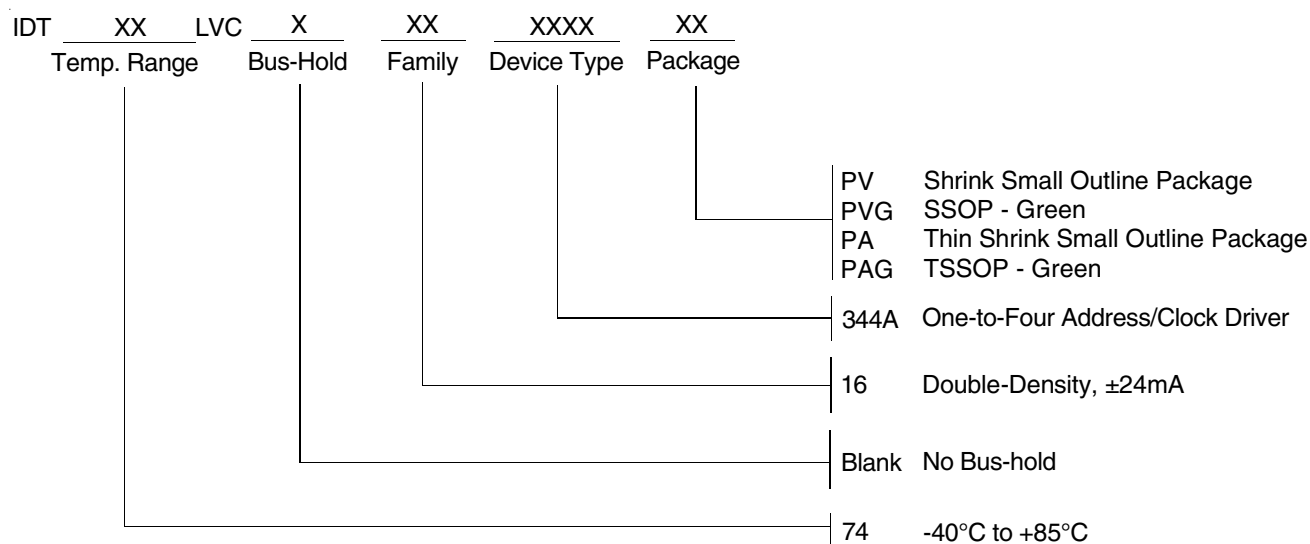 IDT XX LVC X XX XXXX XX
Temp. Range Bus-Hold Family Device Type Package
PV Shrink Small Outline Package
PVG SSOP - Green
PA Thin Shrink Small Outline Package
PAG TSSOP - Green
344A One-to-Four Address/Clock Driver
16 Double-Density, ±24mA
Blank No Bus-hold
74 -40°C to +85°C